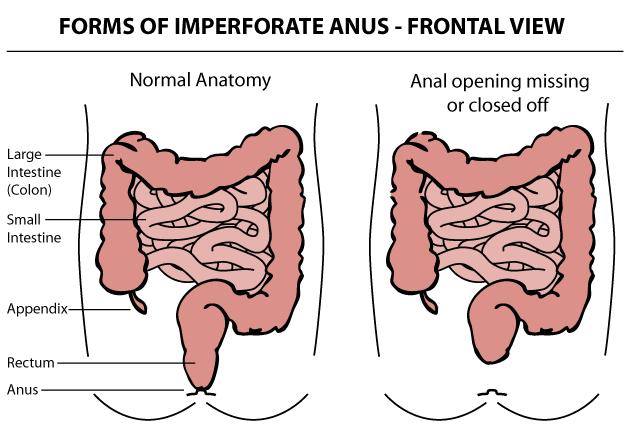 FORMS OF IMPERFORATE ANUS - FRONTAL VIEW
Normal Anatomy
Anal opening missing
or closed off
Large
Intestine
(Colon)
Small
Intestine
Appendix
Rectum
Anus